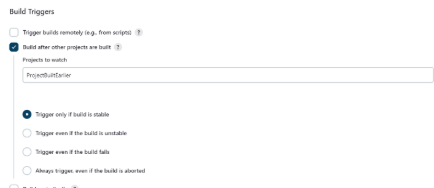 Build Triggers
Trigger builds remotely (e.g., from scripts) ?
Build after other projects are built ?
Projects to watch
ProjectBuiltEarlier
Trigger only if build is stable
Trigger even if the build is unstable
Trigger even if the build fails
Always trigger, even if the build is aborted